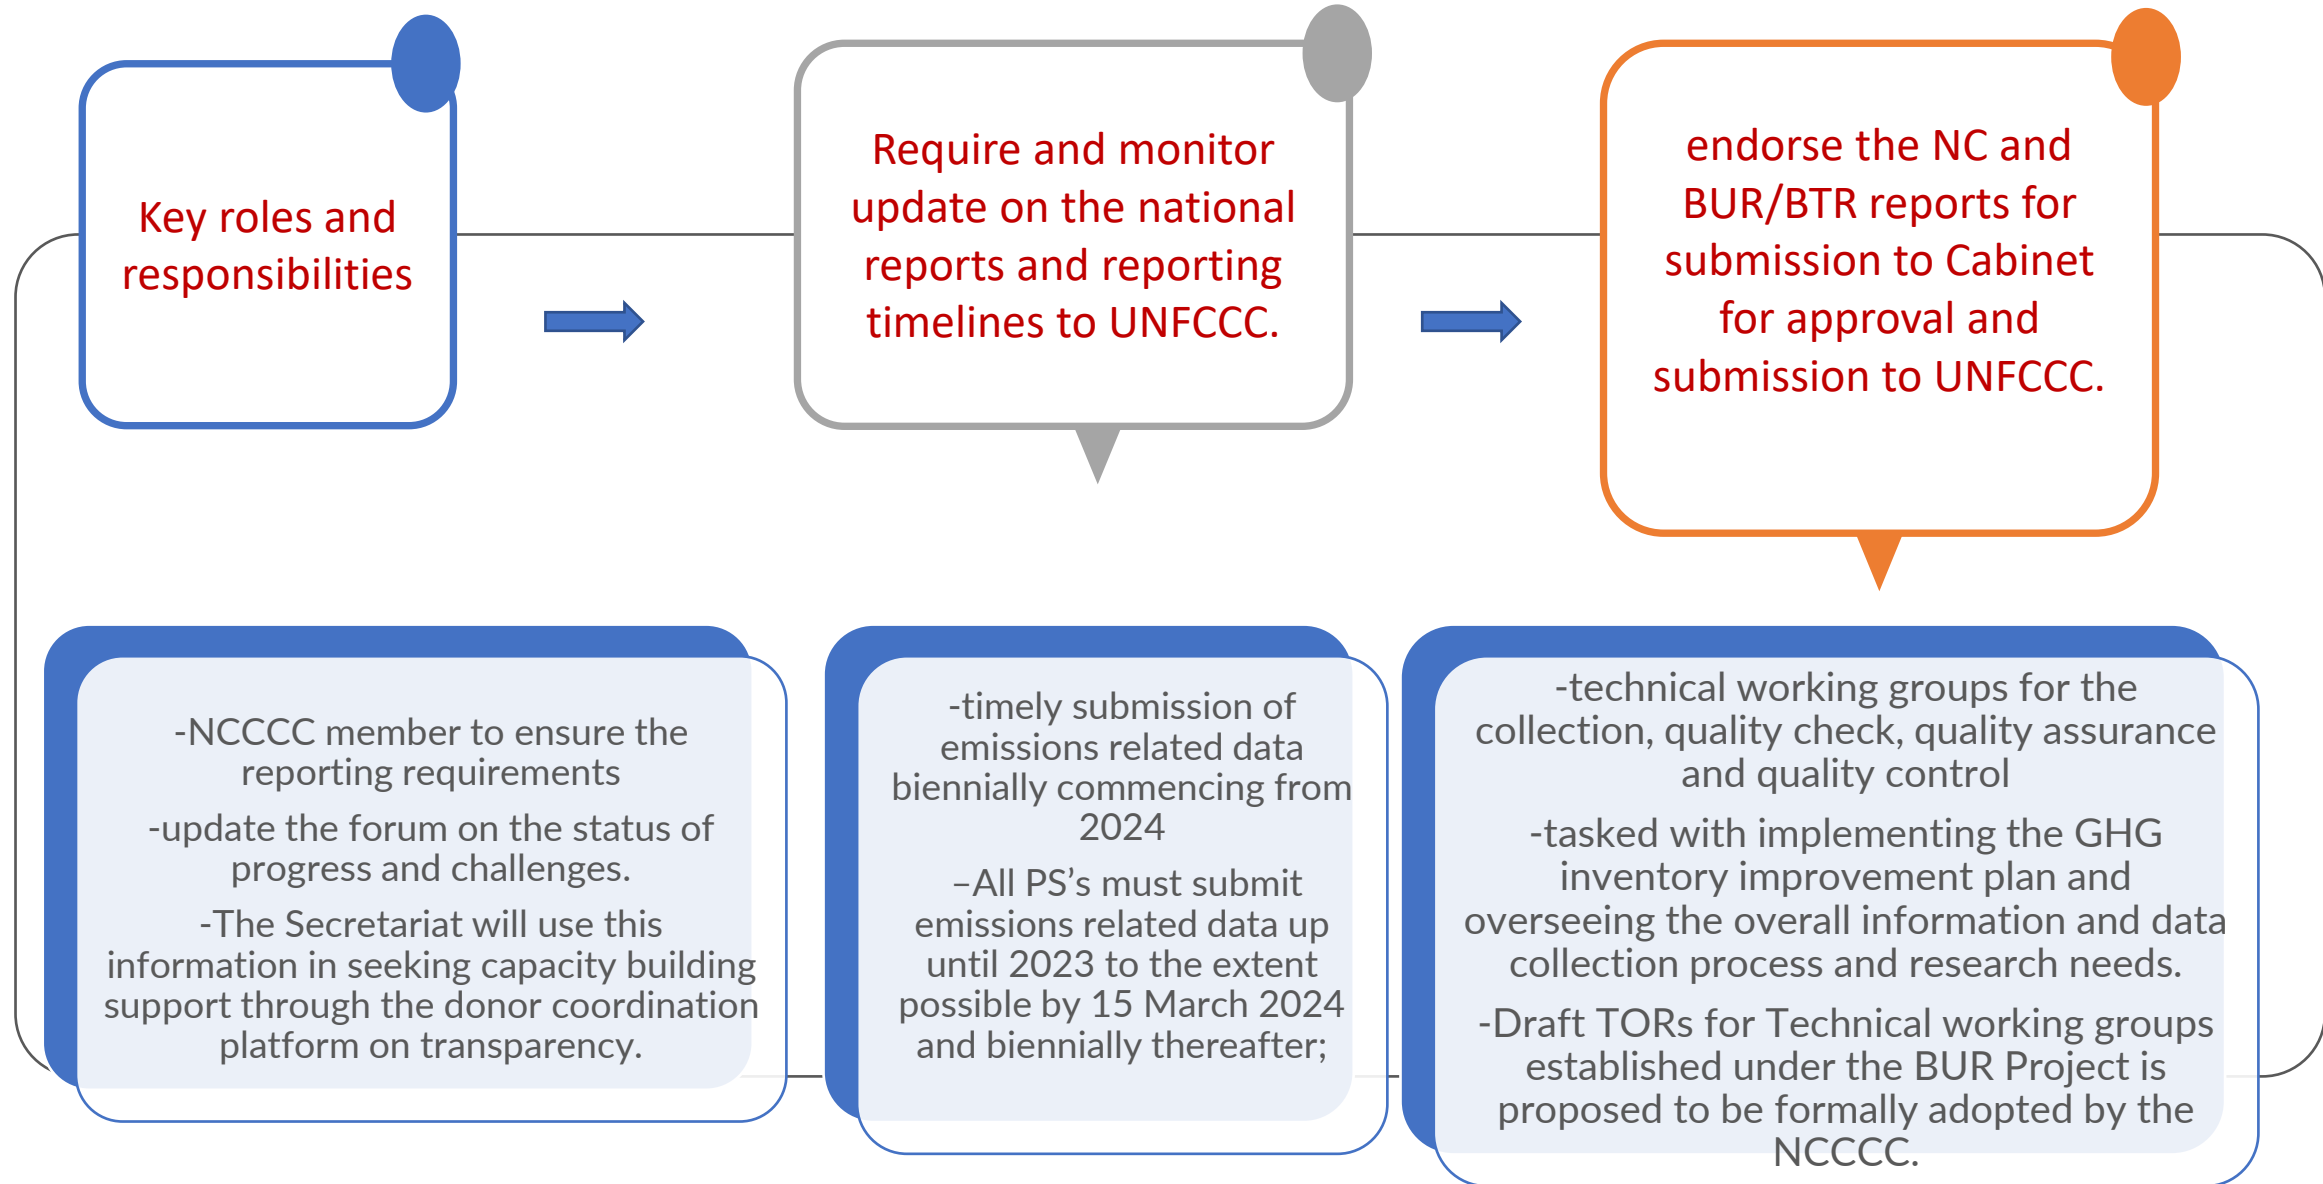 Key roles and
responsibilities
Require and monitor
update on the national
reports and reporting
timelines to UNFCCC.
endorse the NC and
BUR/BTR reports for
submission to Cabinet
for approval and
submission to UNFCCC.
-NCCCC member to ensure the
reporting requirements
-update the forum on the status of
progress and challenges.
-The Secretariat will use this
information in seeking capacity building
support through the donor coordination
platform on transparency.
-timely submission of
emissions related data
biennially commencing from
2024
–All PS’s must submit
emissions related data up
until 2023 to the extent
possible by 15 March 2024
and biennially thereafter;
-technical working groups for the
collection, quality check, quality assurance
and quality control
-tasked with implementing the GHG
inventory improvement plan and
overseeing the overall information and data
collection process and research needs.
-Draft TORs for Technical working groups
established under the BUR Project is
proposed to be formally adopted by the
NCCCC.